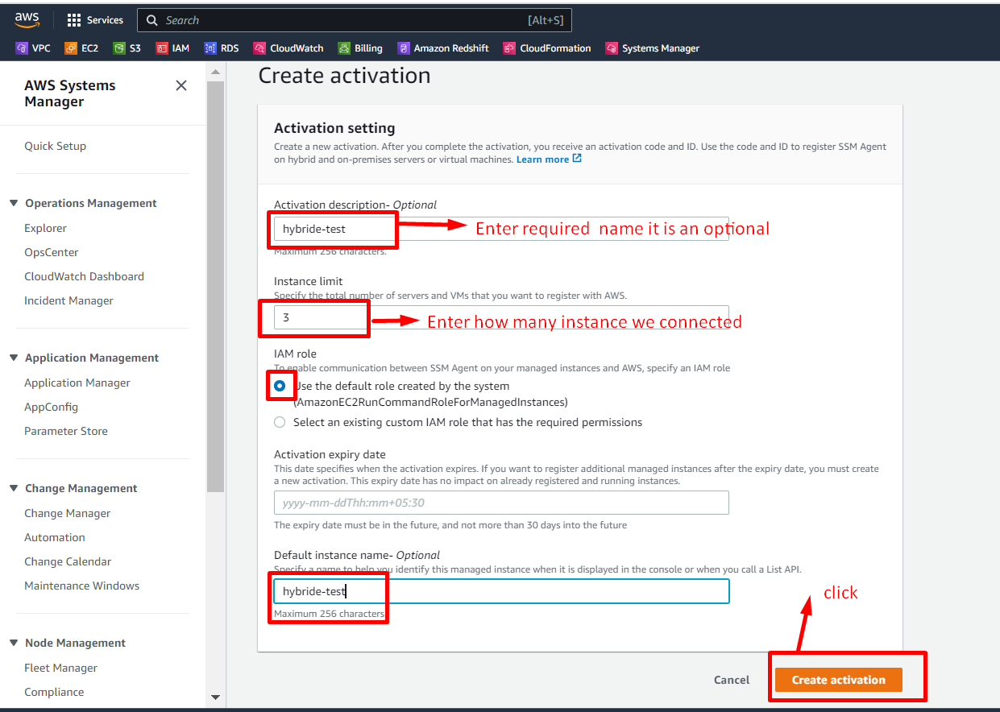 aws
Services
Search
[Alt+S]
VPC
EC2
S3
IAM
RDS
CloudWatch
Billing
Amazon Redshift
CloudFormation
Systems Manager
AWS Systems
Manager
Quick Setup
Operations Management
Explorer
OpsCenter
CloudWatch Dashboard
Incident Manager
Application Management
Application Manager
AppConfig
Parameter Store
Change Management
Change Manager
Automation
Change Calendar
Maintenance Windows
Node Management
Fleet Manager
Compliance
Create activation
Activation setting
Create a new activation. After you complete the activation, you receive an activation code and ID. Use the code and ID to register SSM Agent
on hybrid and on-premises servers or virtual machines. Learn more
Activation description- Optional
hybride-test
Enter required name it is an optional
Maximum 256 characters.
Instance limit
Specify the total number of servers and VMs that you want to register with AWS.
3
Enter how many instance we connected
IAM role
To enable communication between SSM Agent on your managed instances and AWS, specify an IAM role
Use the default role created by the system
(AmazonEC2RunCommandRoleForManagedInstances)
Select an existing custom IAM role that has the required permissions
Activation expiry date
This date specifies when the activation expires. If you want to register additional managed instances after the expiry date, you must create
a new activation. This expiry date has no impact on already registered and running instances.
yyyy-mm-ddThh:mm+05:30
The expiry date must be in the future, and not more than 30 days into the future
Default instance name- Optional
Specify a name to help you identify this managed instance when it is displayed in the console or when you call a List API.
hybride-test
Maximum 256 characters
click
Cancel
Create activation